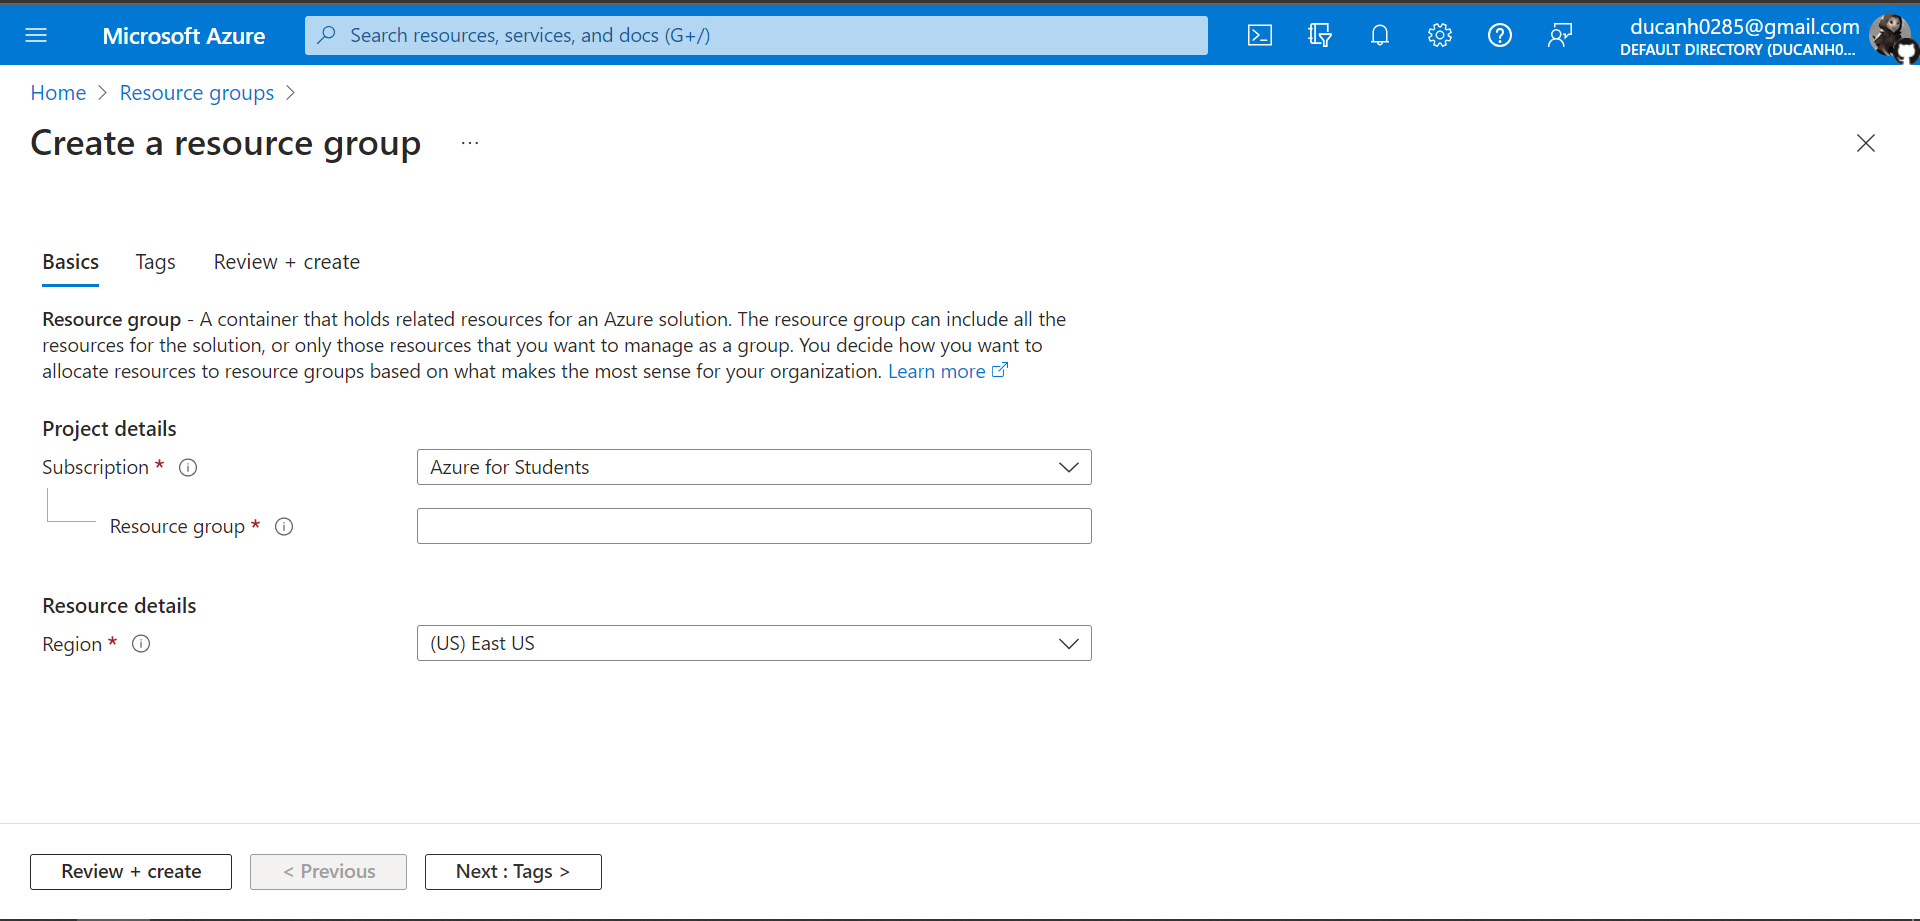 Microsoft Azure
Search resources, services, and docs (G+/)
ducanh0285@gmail.com
DEFAULT DIRECTORY (DUCANH0...
Home > Resource groups >
Create a resource group ...
Basics Tags Review + create
Resource group - A container that holds related resources for an Azure solution. The resource group can include all the
resources for the solution, or only those resources that you want to manage as a group. You decide how you want to
allocate resources to resource groups based on what makes the most sense for your organization. Learn more
Project details
Subscription * Azure for Students
Resource group *
Resource details
Region * (US) East US
Review + create < Previous Next : Tags >